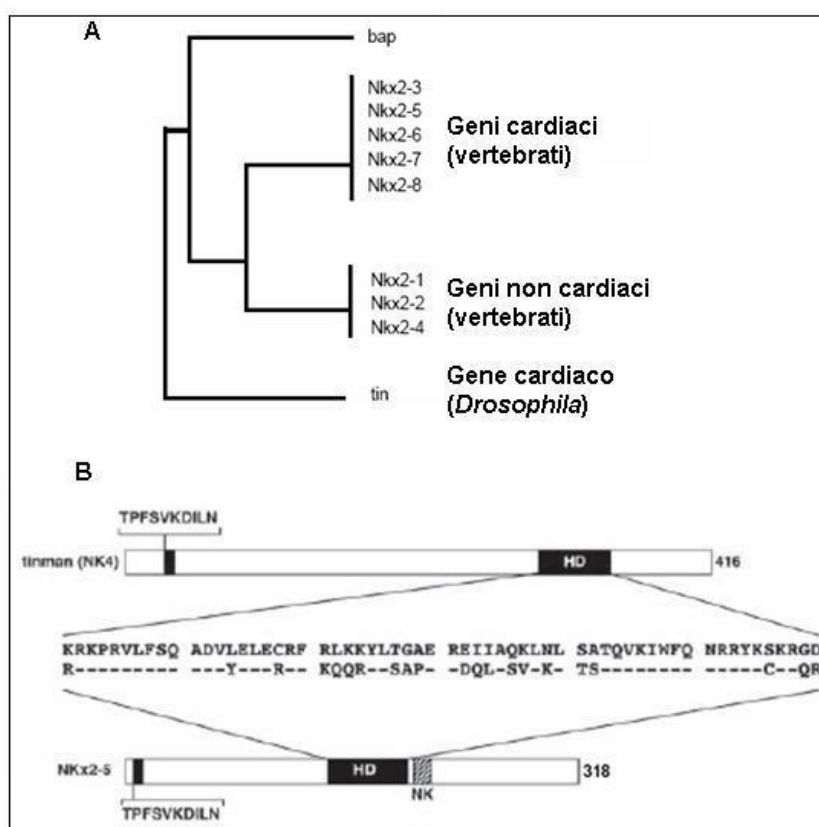 A
bap
Nkx2-3
Nkx2-5
Nkx2-6
Nkx2-7
Nkx2-8
Geni cardiaci
(vertebrati)
Nkx2-1
Nkx2-2
Nkx2-4
Geni non cardiaci
(vertebrati)
tin
Gene cardiaco
(Drosophila)
B
TPFSVKDILN
tinman (NK4)
HD
416
KRKPRVLFSQ ADVLELECRF RLKKYLTGAE REIIAQKLNL SATQVKIWFQ NRRYKSKRGD
R--------- ---Y---R-- KQQR--SAP- -DQL-SV-K- TS-------- -----C--QR
NKx2-5
HD
NK
318
TPFSVKDILN